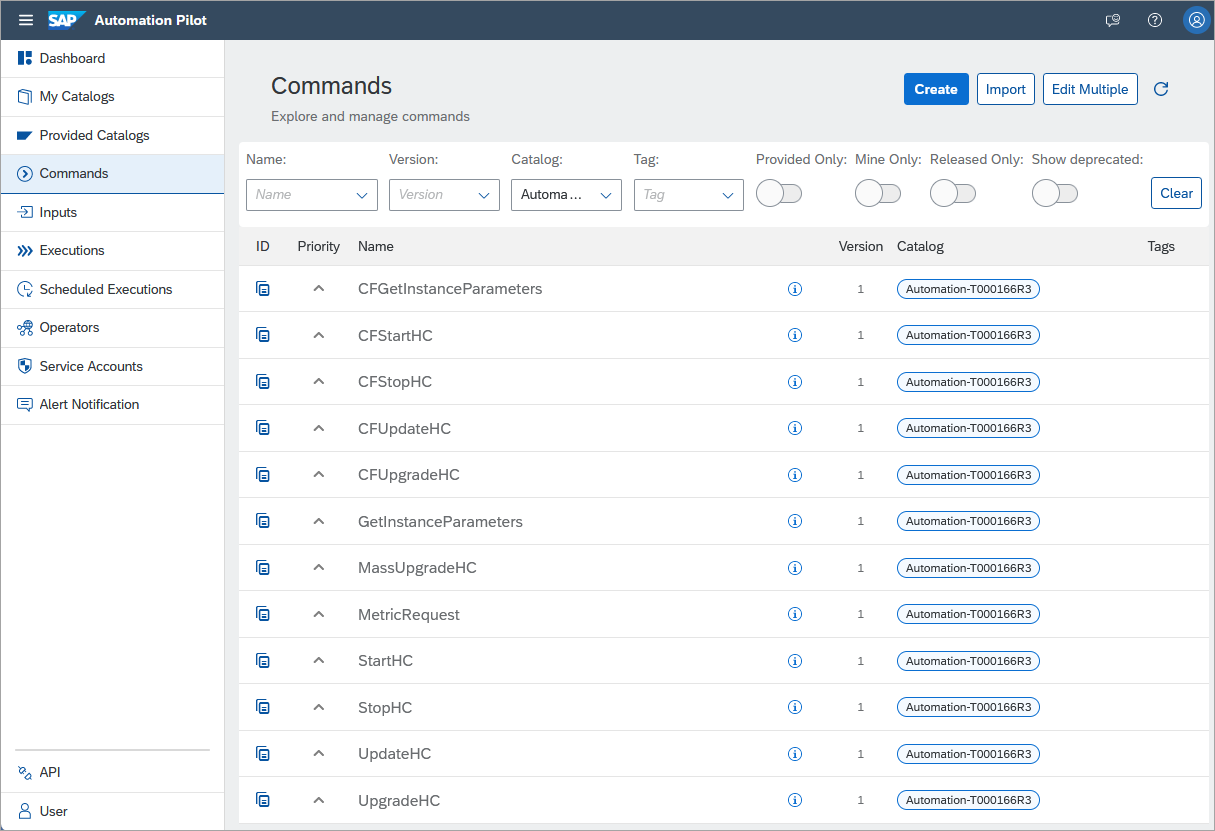 SAP Automation Pilot
Dashboard
My Catalogs
Provided Catalogs
Commands
Inputs
Executions
Scheduled Executions
Operators
Service Accounts
Alert Notification
API
User
Commands
Explore and manage commands
Create Import Edit Multiple
Name: Version: Catalog: Tag: Provided Only: Mine Only: Released Only: Show deprecated:
Name Version Automa ... Tag Clear
ID Priority Name Version Catalog Tags
CFGetInstanceParameters 1 Automation-T000166R3
CFStartHC 1 Automation-T000166R3
CFStopHC 1 Automation-T000166R3
CFUpdateHC 1 Automation-T000166R3
CFUpgradeHC 1 Automation-T000166R3
GetInstanceParameters 1 Automation-T000166R3
MassUpgradeHC 1 Automation-T000166R3
MetricRequest 1 Automation-T000166R3
StartHC 1 Automation-T000166R3
StopHC 1 Automation-T000166R3
UpdateHC 1 Automation-T000166R3
UpgradeHC 1 Automation-T000166R3